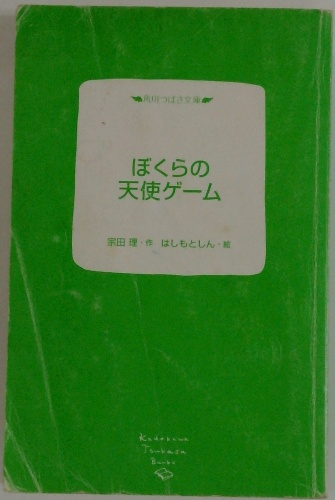 角川つばさ文庫
ぼくらの
天使ゲーム
宗田 理・作 はしもとしん・絵
Kadokawa
Tsubasa
Bunko